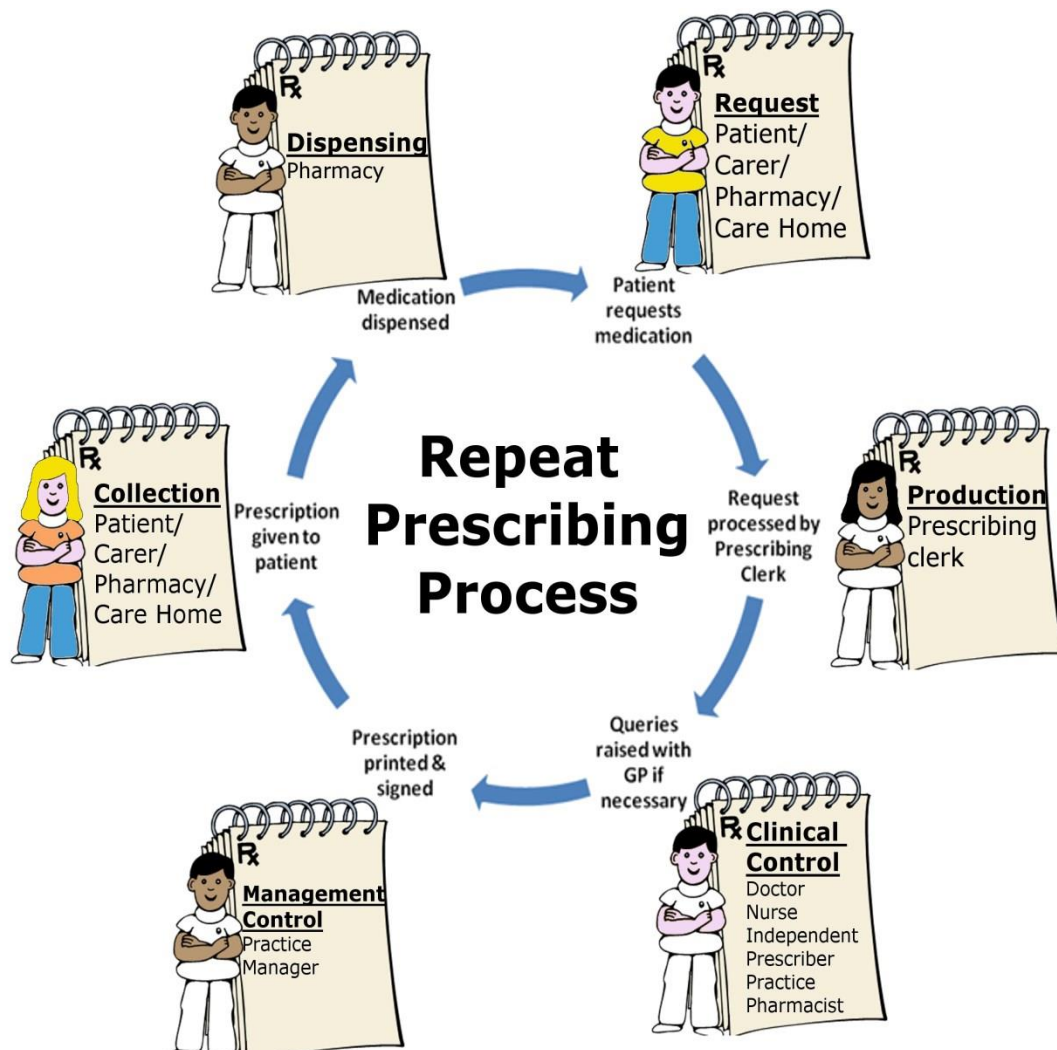 Repeat
Prescribing
Process
℞
Request
Patient/
Carer/
Pharmacy/
Care Home
Patient
requests
medication
℞
Production
Prescribing
clerk
Request
processed by
Prescribing
Clerk
℞
Clinical
Control
Doctor
Nurse
Independent
Prescriber
Practice
Pharmacist
Queries
raised with
GP if
necessary
℞
Management
Control
Practice
Manager
Prescription
printed &
signed
℞
Collection
Patient/
Carer/
Pharmacy/
Care Home
Prescription
given to
patient
℞
Dispensing
Pharmacy
Medication
dispensed